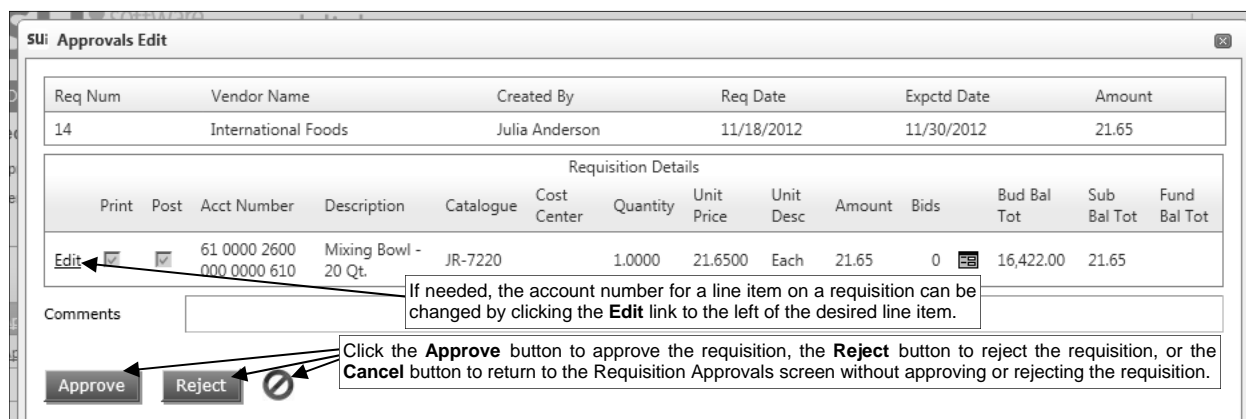 software
SUi Approvals Edit
Req Num Vendor Name Created By Req Date Expctd Date Amount
14 International Foods Julia Anderson 11/18/2012 11/30/2012 21.65
Requisition Details
Print Post Acct Number Description Catalogue Cost Center Quantity Unit Price Unit Desc Amount Bids Bud Bal Tot Sub Bal Tot Fund Bal Tot
Edit 61 0000 2600 000 0000 610 Mixing Bowl - 20 Qt. JR-7220 1.0000 21.6500 Each 21.65 0 16,422.00 21.65
If needed, the account number for a line item on a requisition can be
changed by clicking the Edit link to the left of the desired line item.
Comments
Click the Approve button to approve the requisition, the Reject button to reject the requisition, or the
Cancel button to return to the Requisition Approvals screen without approving or rejecting the requisition.
Approve Reject